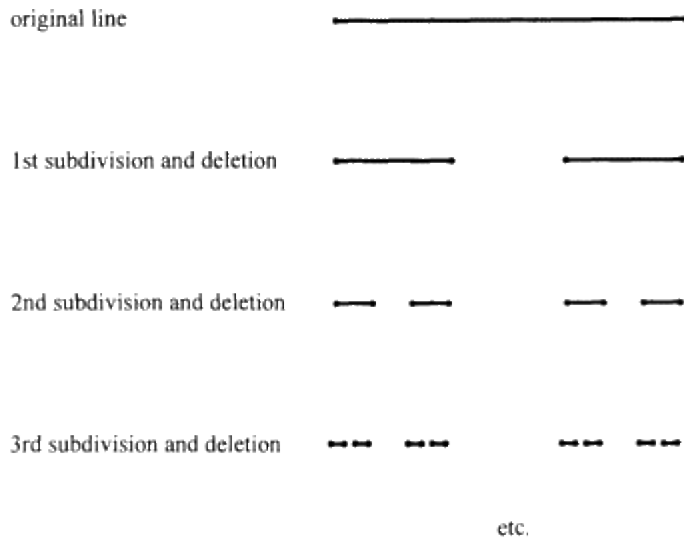 original line
1st subdivision and deletion
2nd subdivision and deletion
3rd subdivision and deletion
etc.